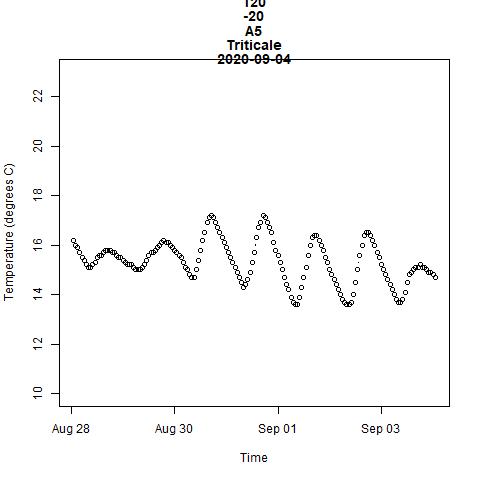 120
-20
A5
Triticale
2020-09-04
Temperature (degrees C)
22
20
18
16
14
12
10
Aug 28
Aug 30
Sep 01
Sep 03
Time